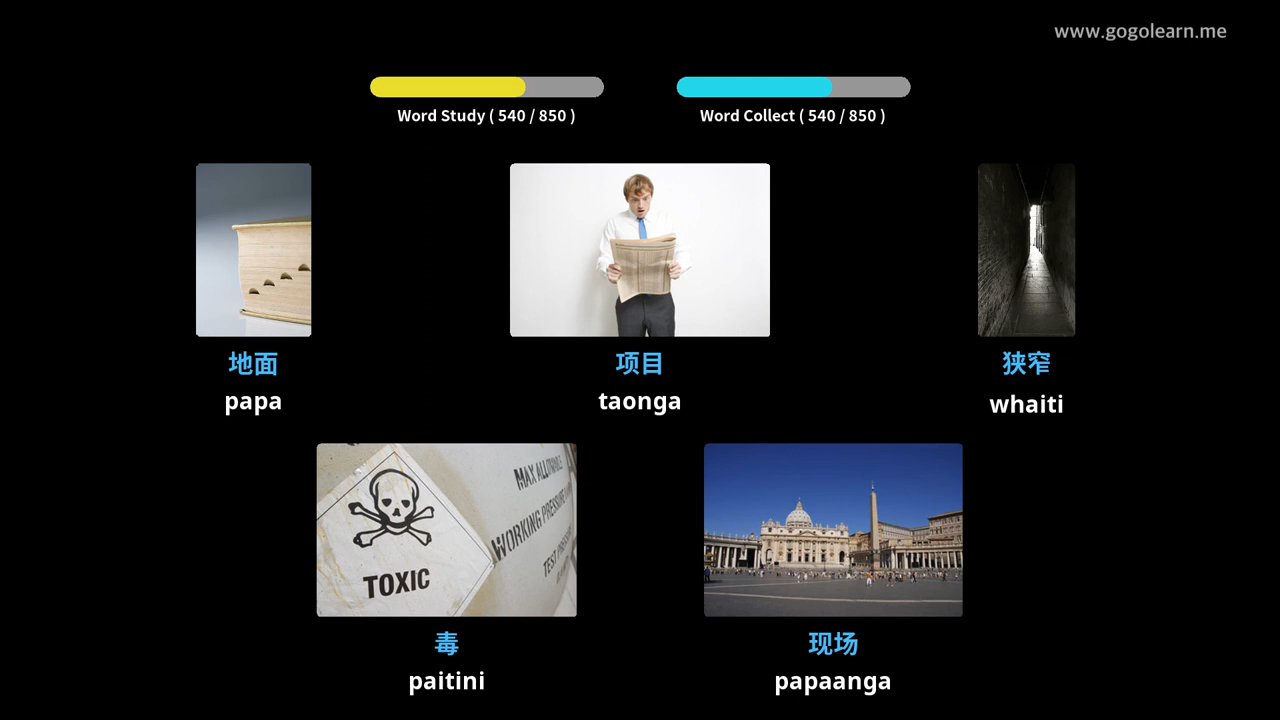 www.gogolearn.me
Word Study ( 540 / 850 )
Word Collect ( 540 / 850 )
地面
papa
项目
taonga
狭窄
whaiti
TOXIC
MAX ALLOWABLE
WORKING PRESSURE
TEST
毒
paitini
现场
papaanga